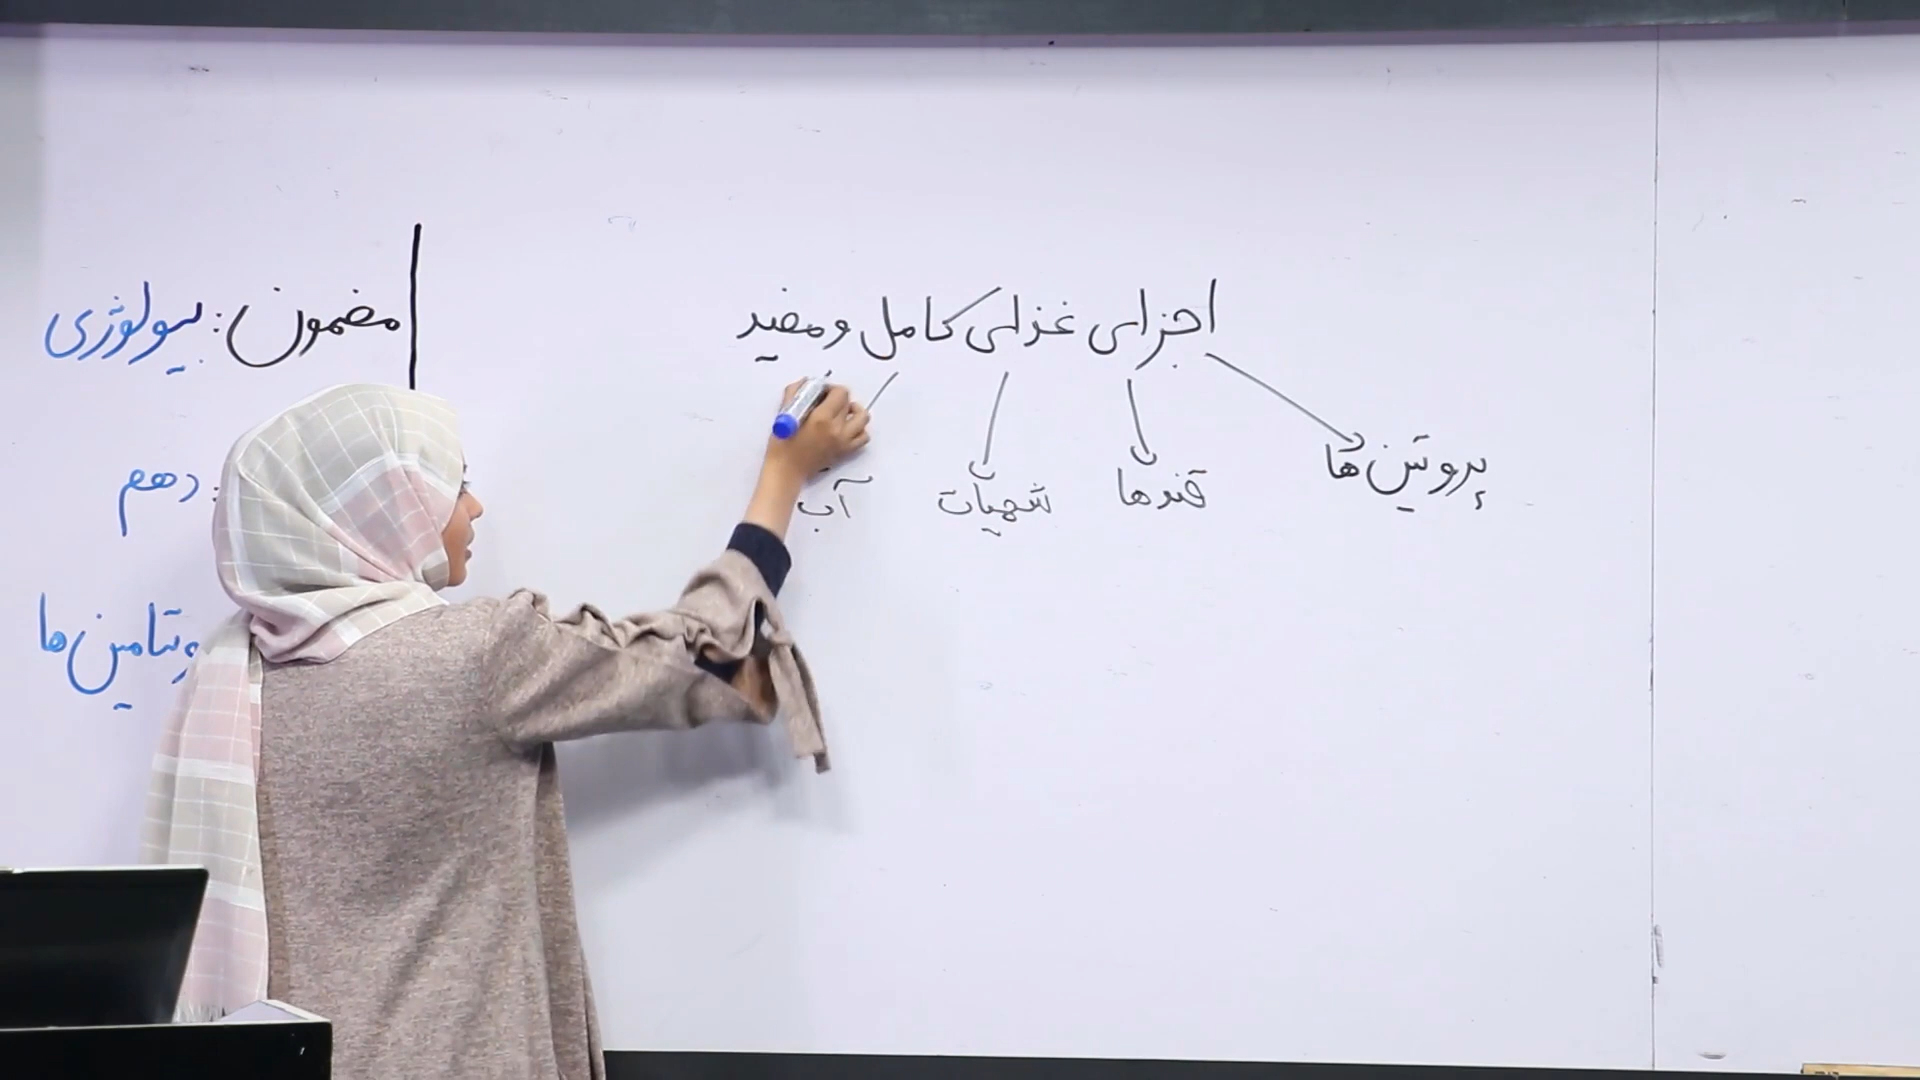 اجزای غذای کامل و مفید
پروتین ها
قندها
شحمیات
آب
مضمون: بیولوژی
: دهم
ویتامین ها